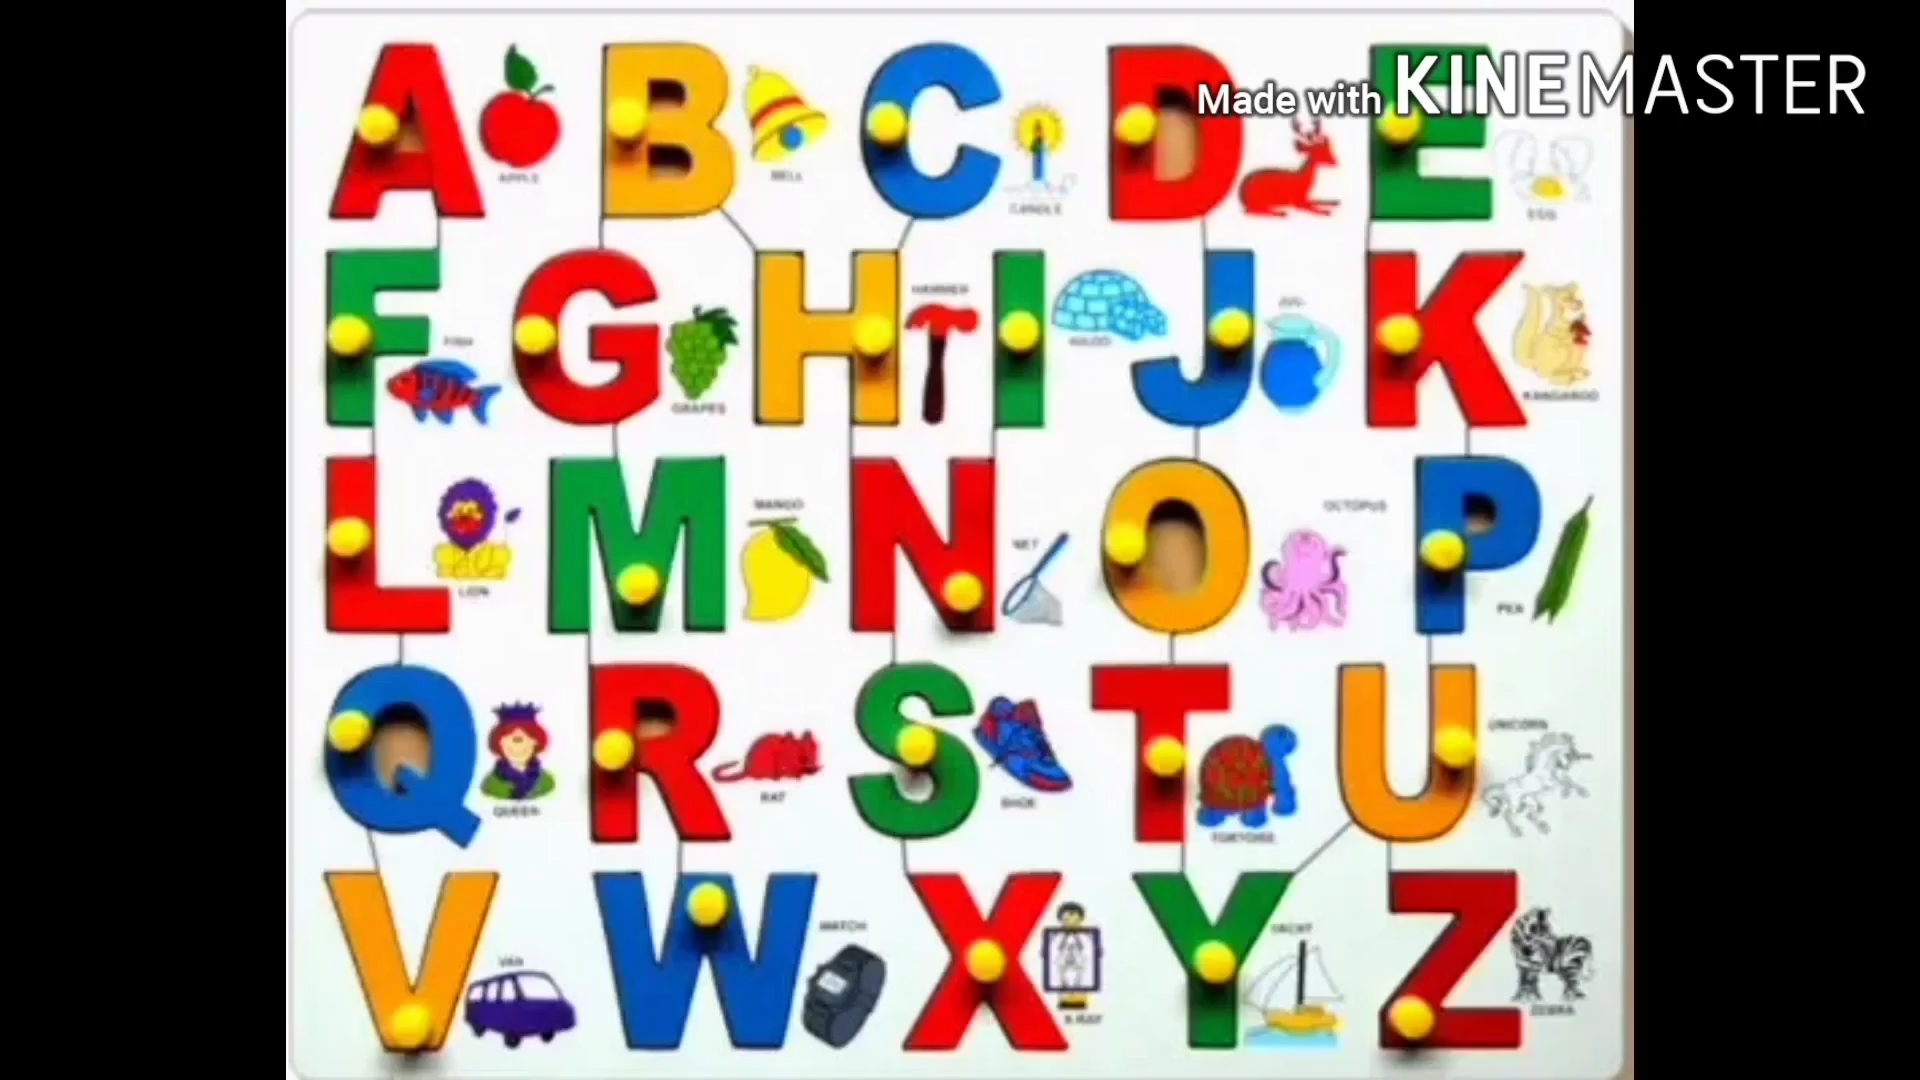 Made with KINEMASTER
A B C D E
APPLE BELL CANDLE EGG
F G H I J K
FISH GRAPES HAMMER IGLOO JUG KANGAROO
L M N O P
LION MANGO NET OCTOPUS PEA
Q R S T U
QUEEN RAT SHOE TORTOISE UNICORN
V W X Y Z
VAN WATCH X-RAY YACHT ZEBRA